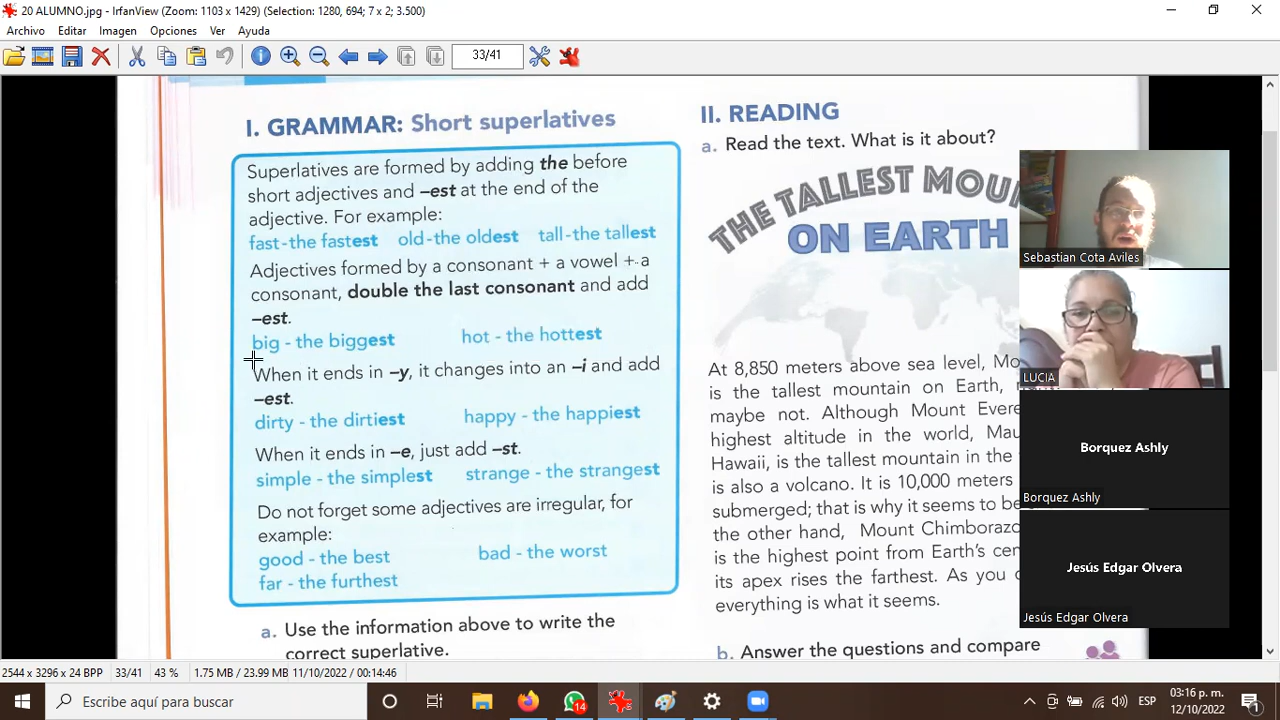 20 ALUMNO.jpg - IrfanView (Zoom: 1103 x 1429) (Selection: 1280, 694; 7 x 2; 3.500)
Archivo Editar Imagen Opciones Ver Ayuda
33/41
I. GRAMMAR: Short superlatives
Superlatives are formed by adding the before
short adjectives and –est at the end of the
adjective. For example:
fast - the fastest old - the oldest tall - the tallest
Adjectives formed by a consonant + a vowel + a
consonant, double the last consonant and add
–est.
big - the biggest hot - the hottest
When it ends in –y, it changes into an –i and add
–est.
dirty - the dirtiest happy - the happiest
When it ends in –e, just add –st.
simple - the simplest strange - the strangest
Do not forget some adjectives are irregular, for
example:
good - the best bad - the worst
far - the furthest
a. Use the information above to write the
correct superlative.
II. READING
a. Read the text. What is it about?
THE TALLEST MOU
ON EARTH
At 8,850 meters above sea level, Mo
is the tallest mountain on Earth,
maybe not. Although Mount Evere
highest altitude in the world, Mau
Hawaii, is the tallest mountain in the
is also a volcano. It is 10,000 meters
submerged; that is why it seems to be
the other hand, Mount Chimborazo
is the highest point from Earth's cen
its apex rises the farthest. As you
everything is what it seems.
b. Answer the questions and compare
Sebastian Cota Aviles
LUCIA
Borquez Ashly
Borquez Ashly
Jesús Edgar Olvera
Jesús Edgar Olvera
2544 x 3296 x 24 BPP 33/41 43 % 1.75 MB / 23.99 MB 11/10/2022 / 00:14:46
Escribe aquí para buscar
14
ESP
03:16 p. m.
12/10/2022
1